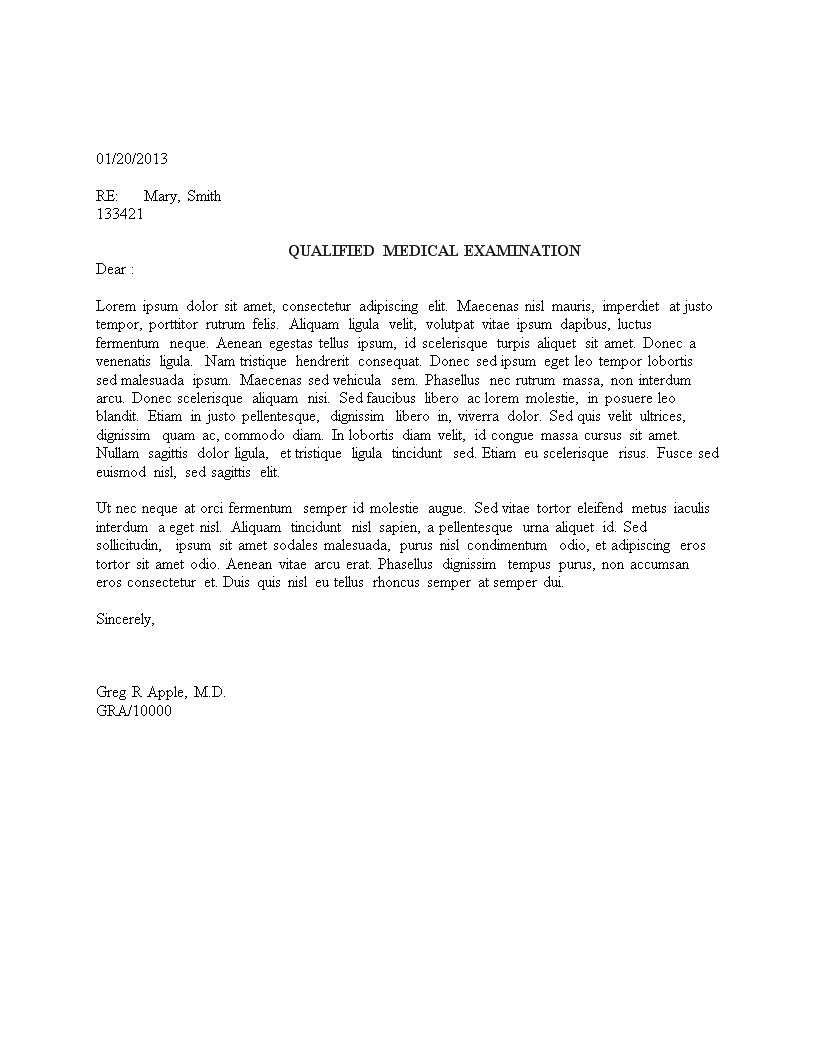 01/20/2013
RE: Mary, Smith
133421
QUALIFIED MEDICAL EXAMINATION
Dear :
Lorem ipsum dolor sit amet, consectetur adipiscing elit. Maecenas nisl mauris, imperdiet at justo
tempor, porttitor rutrum felis. Aliquam ligula velit, volutpat vitae ipsum dapibus, luctus
fermentum neque. Aenean egestas tellus ipsum, id scelerisque turpis aliquet sit amet. Donec a
venenatis ligula. Nam tristique hendrerit consequat. Donec sed ipsum eget leo tempor lobortis
sed malesuada ipsum. Maecenas sed vehicula sem. Phasellus nec rutrum massa, non interdum
arcu. Donec scelerisque aliquam nisi. Sed faucibus libero ac lorem molestie, in posuere leo
blandit. Etiam in justo pellentesque, dignissim libero in, viverra dolor. Sed quis velit ultrices,
dignissim quam ac, commodo diam. In lobortis diam velit, id congue massa cursus sit amet.
Nullam sagittis dolor ligula, et tristique ligula tincidunt sed. Etiam eu scelerisque risus. Fusce sed
euismod nisl, sed sagittis elit.
Ut nec neque at orci fermentum semper id molestie augue. Sed vitae tortor eleifend metus iaculis
interdum a eget nisl. Aliquam tincidunt nisl sapien, a pellentesque urna aliquet id. Sed
sollicitudin, ipsum sit amet sodales malesuada, purus nisl condimentum odio, et adipiscing eros
tortor sit amet odio. Aenean vitae arcu erat. Phasellus dignissim tempus purus, non accumsan
eros consectetur et. Duis quis nisl eu tellus rhoncus semper at semper dui.
Sincerely,
Greg R Apple, M.D.
GRA/10000